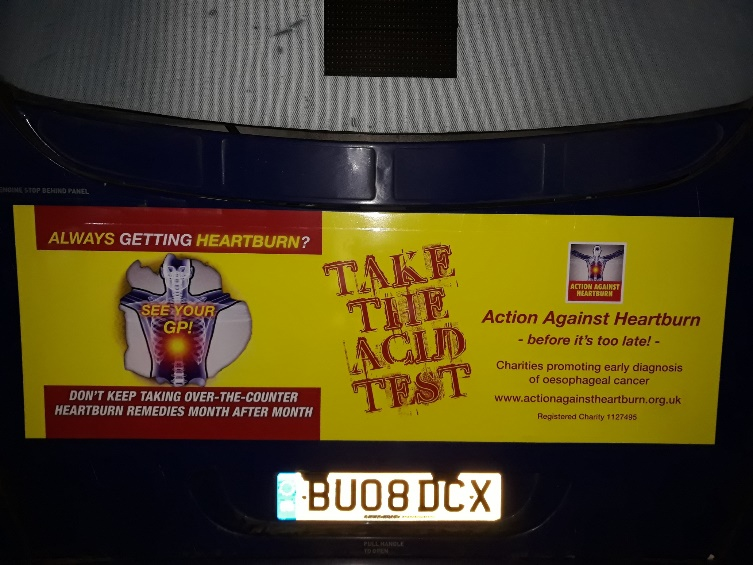 ENGINE STOP BEHIND PANEL
ALWAYS GETTING HEARTBURN?
SEE YOUR
GP!
DON'T KEEP TAKING OVER-THE-COUNTER
HEARTBURN REMEDIES MONTH AFTER MONTH
TAKE
THE
ACID
TEST
ACTION AGAINST
HEARTBURN
Action Against Heartburn
- before it's too late! -
Charities promoting early diagnosis
of oesophageal cancer
www.actionagainstheartburn.org.uk
Registered Charity 1127495
BU08 DCX
PULL HANDLE
TO OPEN